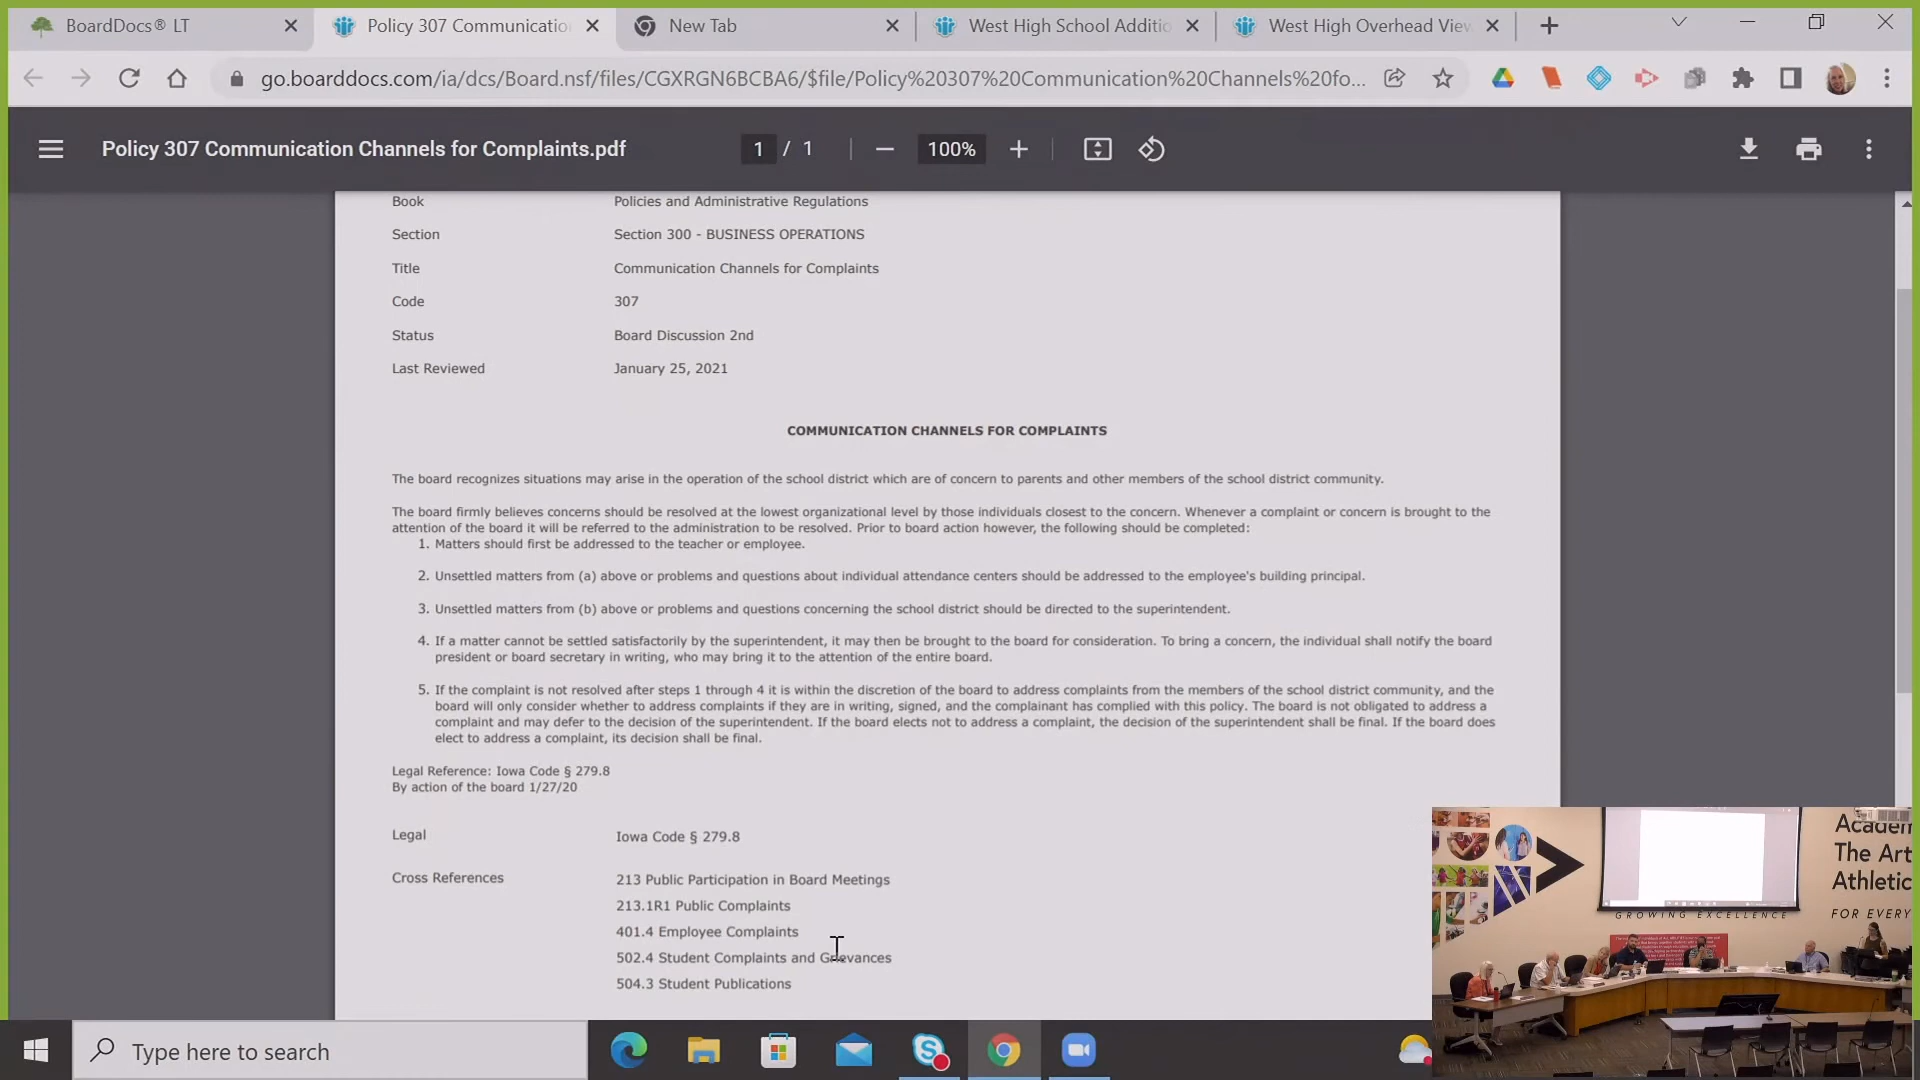 BoardDocs® LT
Policy 307 Communication
New Tab
West High School Additio
West High Overhead View
go.boarddocs.com/ia/dcs/Board.nsf/files/CGXRGN6BCBA6/$file/Policy%20307%20Communication%20Channels%20fo...
Policy 307 Communication Channels for Complaints.pdf
1 / 1
100%
Book Policies and Administrative Regulations
Section Section 300 - BUSINESS OPERATIONS
Title Communication Channels for Complaints
Code 307
Status Board Discussion 2nd
Last Reviewed January 25, 2021
COMMUNICATION CHANNELS FOR COMPLAINTS
The board recognizes situations may arise in the operation of the school district which are of concern to parents and other members of the school district community.
The board firmly believes concerns should be resolved at the lowest organizational level by those individuals closest to the concern. Whenever a complaint or concern is brought to the
attention of the board it will be referred to the administration to be resolved. Prior to board action however, the following should be completed:
1. Matters should first be addressed to the teacher or employee.
2. Unsettled matters from (a) above or problems and questions about individual attendance centers should be addressed to the employee's building principal.
3. Unsettled matters from (b) above or problems and questions concerning the school district should be directed to the superintendent.
4. If a matter cannot be settled satisfactorily by the superintendent, it may then be brought to the board for consideration. To bring a concern, the individual shall notify the board
president or board secretary in writing, who may bring it to the attention of the entire board.
5. If the complaint is not resolved after steps 1 through 4 it is within the discretion of the board to address complaints from the members of the school district community, and the
board will only consider whether to address complaints if they are in writing, signed, and the complainant has complied with this policy. The board is not obligated to address a
complaint and may defer to the decision of the superintendent. If the board elects not to address a complaint, the decision of the superintendent shall be final. If the board does
elect to address a complaint, its decision shall be final.
Legal Reference: Iowa Code § 279.8
By action of the board 1/27/20
Legal Iowa Code § 279.8
Cross References 213 Public Participation in Board Meetings
213.1R1 Public Complaints
401.4 Employee Complaints
502.4 Student Complaints and Grievances
504.3 Student Publications
Academ
The Art
Athletic
GROWING EXCELLENCE
FOR EVERY
Type here to search